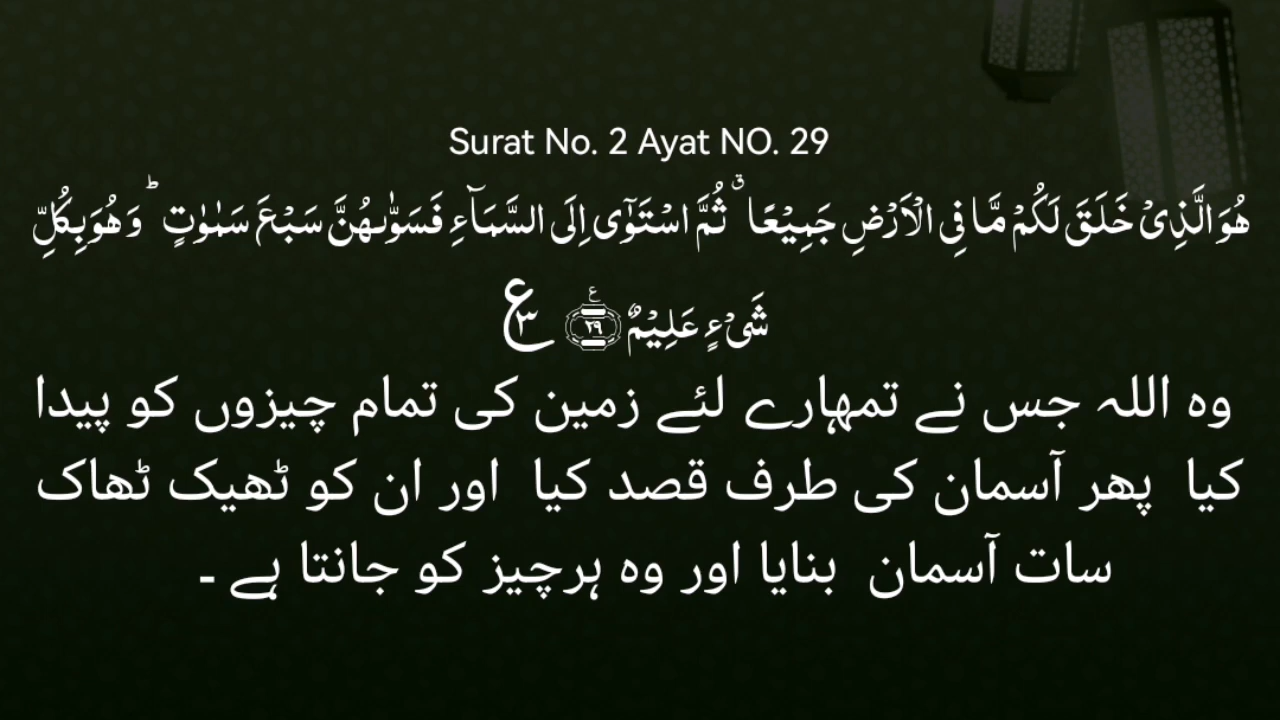 Surat No. 2 Ayat NO. 29
هُوَ الَّذِیۡ خَلَقَ لَکُمۡ مَّا فِی الۡاَرۡضِ جَمِیۡعًا ٭ ثُمَّ اسۡتَوٰۤی اِلَی السَّمَآءِ فَسَوّٰىہُنَّ سَبۡعَ سَمٰوٰتٍ ؕ وَ ہُوَ بِکُلِّ
شَیۡءٍ عَلِیۡمٌ ﴿٪۲۹﴾ ع ۳
وہ اللہ جس نے تمہارے لئے زمین کی تمام چیزوں کو پیدا
کیا پھر آسمان کی طرف قصد کیا اور ان کو ٹھیک ٹھاک
سات آسمان بنایا اور وہ ہرچیز کو جانتا ہے ۔